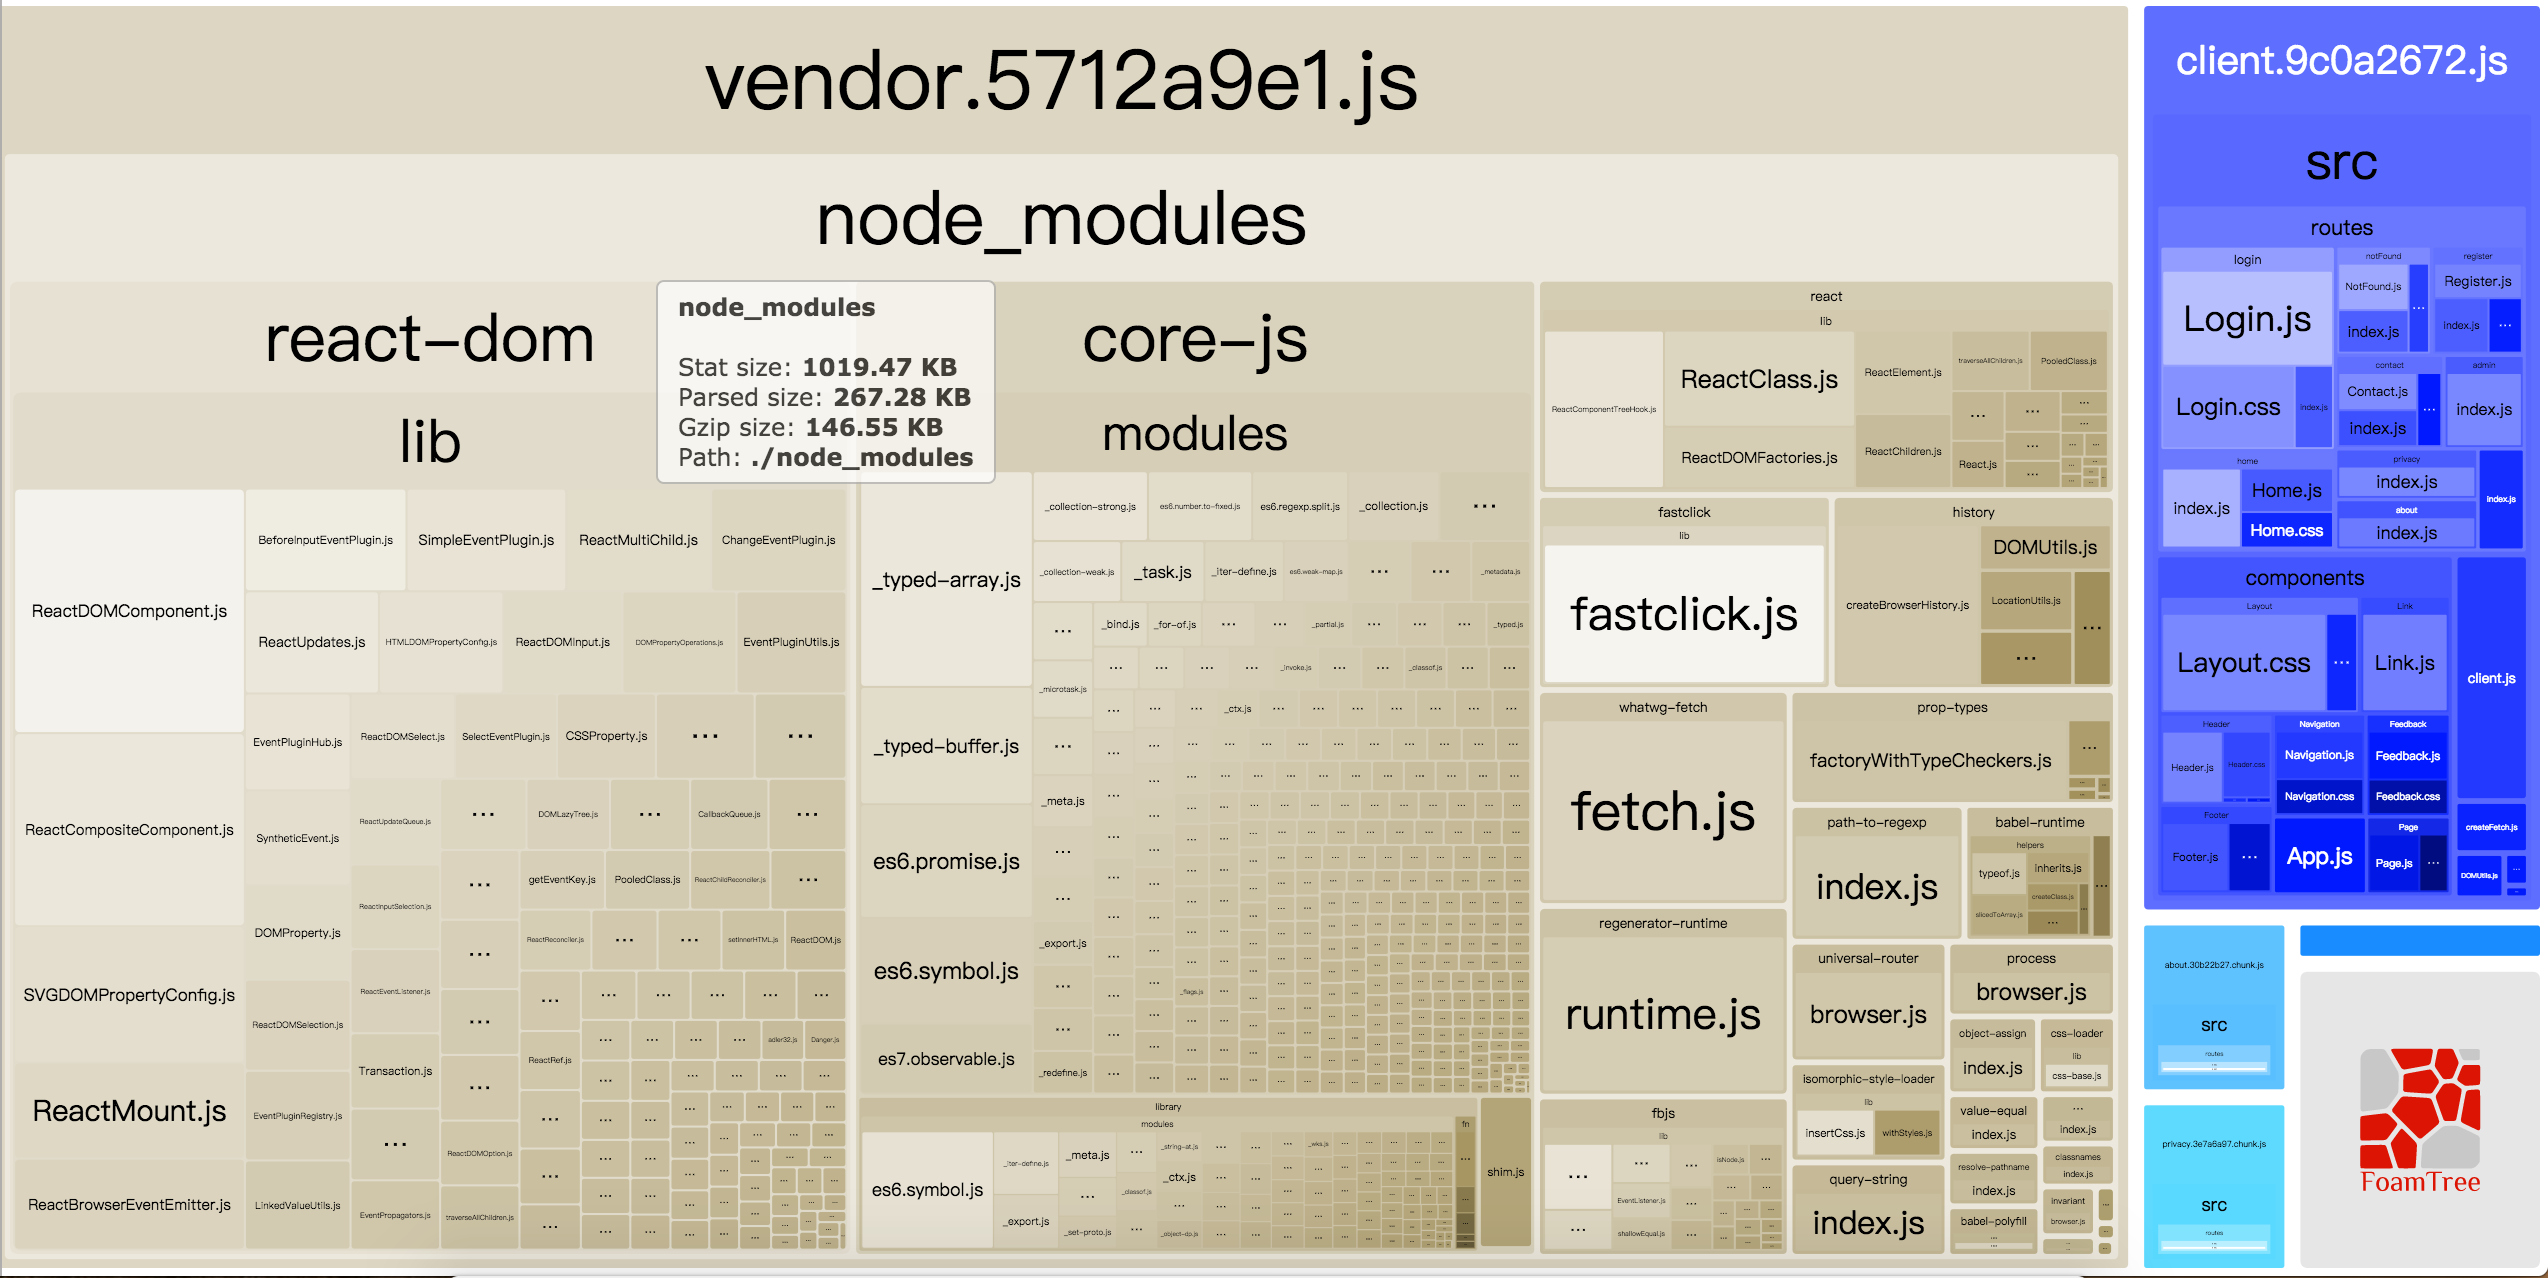 vendor.5712a9e1.js
node_modules
react-dom
lib
ReactDOMComponent.js
ReactCompositeComponent.js
SVGDOMPropertyConfig.js
ReactMount.js
ReactBrowserEventEmitter.js
BeforeInputEventPlugin.js
SimpleEventPlugin.js
ReactMultiChild.js
ChangeEventPlugin.js
ReactUpdates.js
HTMLDOMPropertyConfig.js
ReactDOMInput.js
DOMPropertyOperations.js
EventPluginUtils.js
EventPluginHub.js
ReactDOMSelect.js
SelectEventPlugin.js
CSSProperty.js
...
...
SyntheticEvent.js
ReactUpdateQueue.js
...
DOMLazyTree.js
...
CallbackQueue.js
...
ReactInputSelection.js
...
getEventKey.js
PooledClass.js
ReactChildReconciler.js
...
DOMProperty.js
ReactReconciler.js
...
...
setInnerHTML.js
ReactDOM.js
ReactDOMSelection.js
ReactEventListener.js
adler32.js
Danger.js
ReactRef.js
Transaction.js
EventPluginRegistry.js
...
ReactDOMOption.js
LinkedValueUtils.js
EventPropagators.js
traverseAllChildren.js
node_modules
Stat size: 1019.47 KB
Parsed size: 267.28 KB
Gzip size: 146.55 KB
Path: ./node_modules
core-js
modules
_typed-array.js
_typed-buffer.js
es6.promise.js
es6.symbol.js
es7.observable.js
_collection-strong.js
es6.number.to-fixed.js
es6.regexp.split.js
_collection.js
...
_collection-weak.js
_task.js
_iter-define.js
es6.weak-map.js
...
...
_metadata.js
...
_bind.js
_for-of.js
...
...
_partial.js
...
...
...
_typed.js
_invoke.js
_classof.js
_microtask.js
_ctx.js
_meta.js
_export.js
_flags.js
_redefine.js
library
modules
es6.symbol.js
_iter-define.js
_export.js
_meta.js
...
_set-proto.js
...
_classof.js
...
_string-at.js
_ctx.js
...
_object-dp.js
_wks.js
fn
...
shim.js
react
lib
ReactComponentTreeHook.js
ReactClass.js
ReactDOMFactories.js
ReactElement.js
ReactChildren.js
traverseAllChildren.js
PooledClass.js
...
...
React.js
fastclick
lib
fastclick.js
history
createBrowserHistory.js
DOMUtils.js
LocationUtils.js
...
...
whatwg-fetch
fetch.js
prop-types
factoryWithTypeCheckers.js
...
regenerator-runtime
runtime.js
path-to-regexp
index.js
babel-runtime
helpers
typeof.js
inherits.js
slicedToArray.js
createClass.js
...
...
universal-router
browser.js
process
browser.js
object-assign
index.js
css-loader
lib
css-base.js
isomorphic-style-loader
lib
insertCss.js
withStyles.js
value-equal
index.js
...
index.js
fbjs
lib
...
...
...
EventListener.js
shallowEqual.js
...
isNode.js
...
query-string
index.js
resolve-pathname
index.js
classnames
index.js
babel-polyfill
...
invariant
browser.js
client.9c0a2672.js
src
routes
login
Login.js
Login.css
index.js
notFound
NotFound.js
index.js
...
register
Register.js
index.js
...
contact
Contact.js
index.js
...
admin
index.js
home
index.js
Home.js
Home.css
privacy
index.js
about
index.js
index.js
components
Layout
Layout.css
...
Link
Link.js
Header
Header.js
Header.css
Navigation
Navigation.js
Navigation.css
Feedback
Feedback.js
Feedback.css
Footer
Footer.js
...
App.js
Page
Page.js
...
client.js
createFetch.js
DOMUtils.js
...
about.30b22b27.chunk.js
src
routes
privacy.3e7a6a97.chunk.js
src
routes
FoamTree